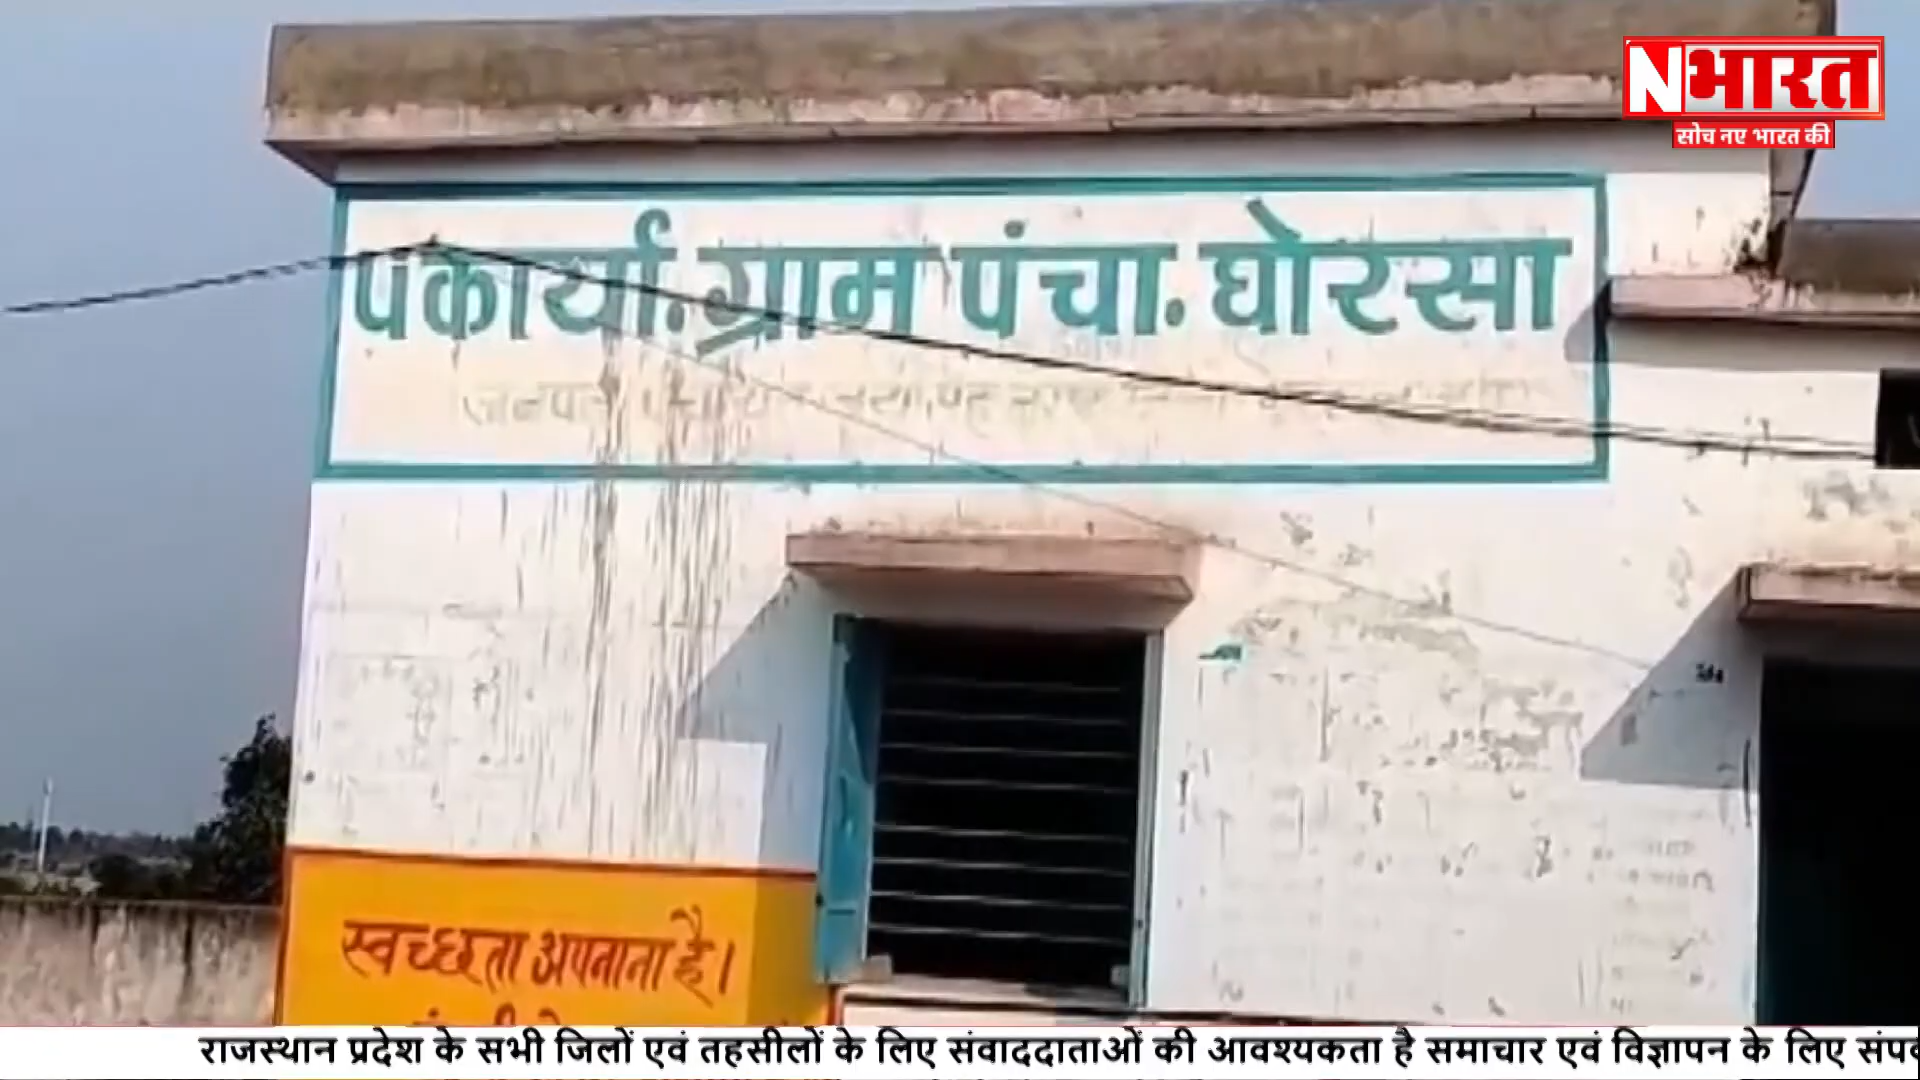 Nभारत
सोच नए भारत की
पंकार्या. ग्राम पंचा. घोरसा
स्वच्छता अपनाना है।
राजस्थान प्रदेश के सभी जिलों एवं तहसीलों के लिए संवाददाताओं की आवश्यकता है समाचार एवं विज्ञापन के लिए